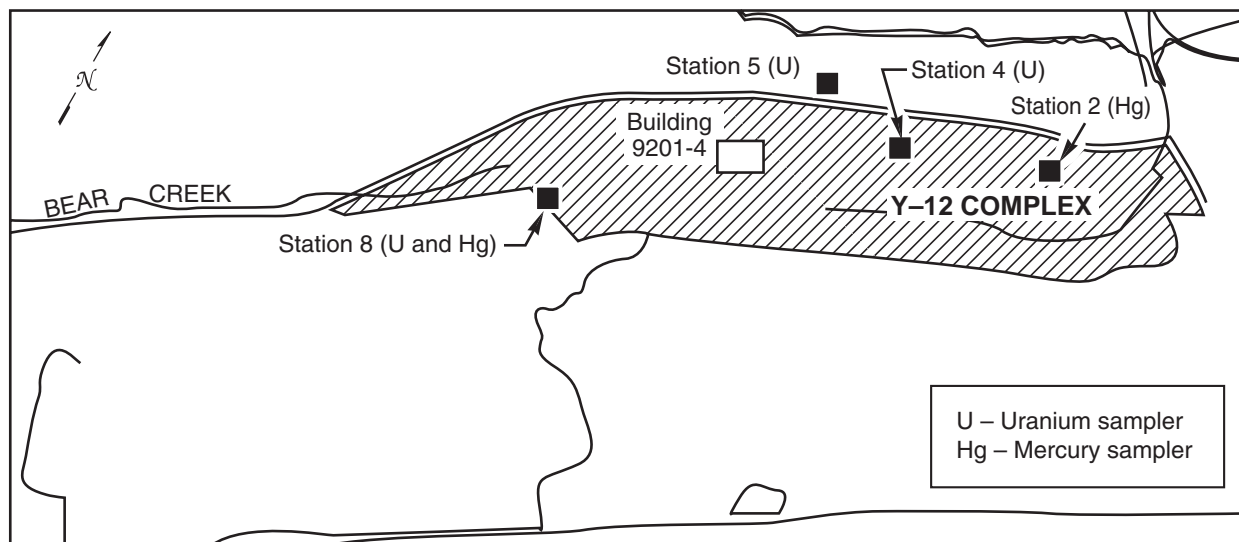 N
Station 5 (U)
Station 4 (U)
Station 2 (Hg)
Building
9201-4
BEAR CREEK
Y–12 COMPLEX
Station 8 (U and Hg)
U – Uranium sampler
Hg – Mercury sampler